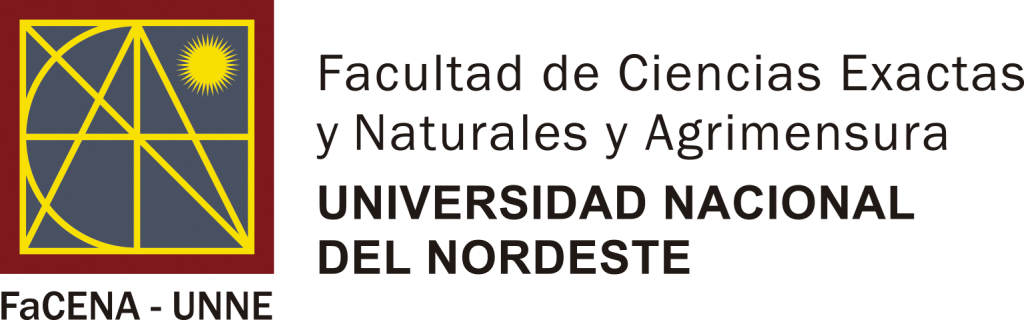 Facultad de Ciencias Exactas
y Naturales y Agrimensura
UNIVERSIDAD NACIONAL
DEL NORDESTE
FaCENA - UNNE